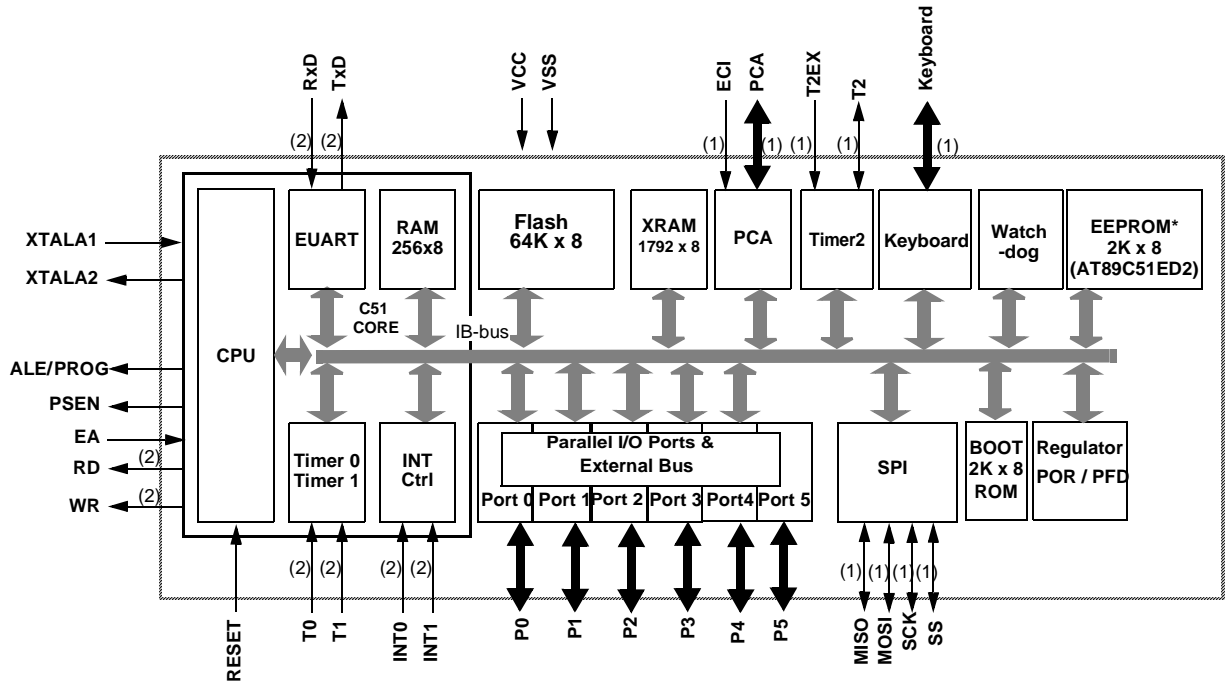 RxD
TxD
VCC
VSS
ECI
PCA
T2EX
T2
Keyboard
(2)
(2)
(1)
(1)
(1)
(1)
(1)
XTALA1
XTALA2
ALE/PROG
PSEN
EA
RD
(2)
WR
(2)
CPU
EUART
RAM
256x8
C51
CORE
IB-bus
Flash
64K x 8
XRAM
1792 x 8
PCA
Timer2
Keyboard
Watch
-dog
EEPROM*
2K x 8
(AT89C51ED2)
Timer 0
Timer 1
INT
Ctrl
Parallel I/O Ports &
External Bus
Port 0
Port 1
Port 2
Port 3
Port4
Port 5
SPI
BOOT
2K x 8
ROM
Regulator
POR / PFD
(2)
(2)
(2)
(2)
(1)
(1)
(1)
(1)
RESET
T0
T1
INT0
INT1
P0
P1
P2
P3
P4
P5
MISO
MOSI
SCK
SS